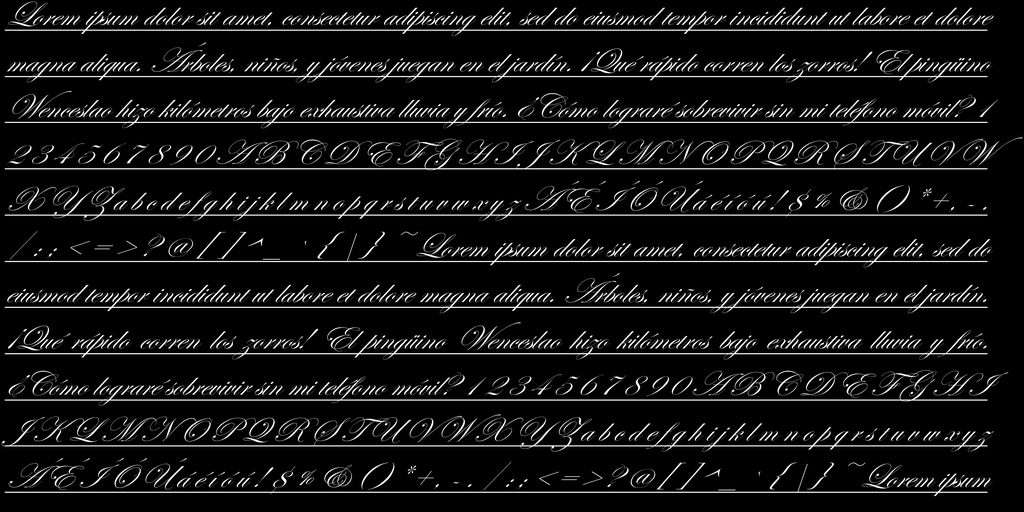 Lorem ipsum dolor sit amet, consectetur adipiscing elit, sed do eiusmod tempor incididunt ut labore et dolore
magna aliqua. Árboles, niños, y jóvenes juegan en el jardín. ¡Qué rápido corren los zorros! El pingüino
Wenceslao hizo kilómetros bajo exhaustiva lluvia y frío. ¿Cómo lograré sobrevivir sin mi teléfono móvil? 1
2 3 4 5 6 7 8 9 0 A B C D E F G H I J K L M N O P Q R S T U V W
X Y Z a b c d e f g h i j k l m n o p q r s t u v w x y z Á É Í Ó Ú á é í ó ú ! $ % & ( ) * + , - .
/ : ; < = > ? @ [ ] ^ _ ` { | } ~ Lorem ipsum dolor sit amet, consectetur adipiscing elit, sed do
eiusmod tempor incididunt ut labore et dolore magna aliqua. Árboles, niños, y jóvenes juegan en el jardín.
¡Qué rápido corren los zorros! El pingüino Wenceslao hizo kilómetros bajo exhaustiva lluvia y frío.
¿Cómo lograré sobrevivir sin mi teléfono móvil? 1 2 3 4 5 6 7 8 9 0 A B C D E F G H I
J K L M N O P Q R S T U V W X Y Z a b c d e f g h i j k l m n o p q r s t u v w x y z
Á É Í Ó Ú á é í ó ú ! $ % & ( ) * + , - . / : ; < = > ? @ [ ] ^ _ ` { | } ~ Lorem ipsum